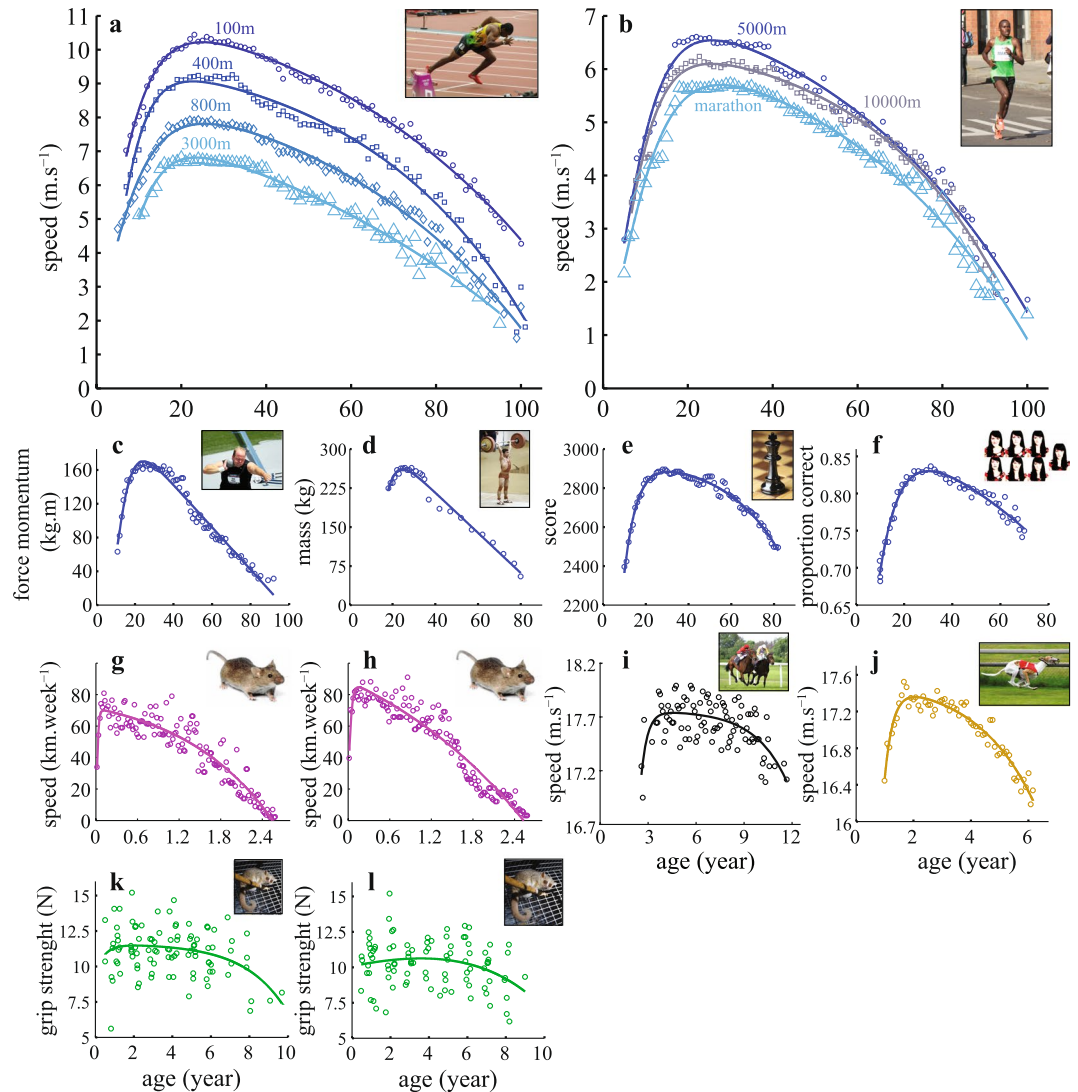 a
100m
400m
800m
3000m
speed (m.s⁻¹)
11
10
9
8
7
6
5
4
3
2
1
0
0 20 40 60 80 100
b
5000m
10000m
marathon
speed (m.s⁻¹)
7
6
5
4
3
2
1
0
0 20 40 60 80 100
c
force momentum
(kg.m)
160
120
80
40
0
0 20 40 60 80 100
d
mass (kg)
300
225
150
75
0
0 20 40 60 80
e
score
3000
2800
2600
2400
2200
0 20 40 60 80
f
proportion correct
0.85
0.80
0.75
0.70
0.65
0 20 40 60 80
g
speed (km.week⁻¹)
80
60
40
20
0
0 0.6 1.2 1.8 2.4
h
speed (km.week⁻¹)
80
60
40
20
0
0 0.6 1.2 1.8 2.4
i
speed (m.s⁻¹)
18.2
17.7
17.2
16.7
0 3 6 9 12
age (year)
j
speed (m.s⁻¹)
17.6
17.2
16.8
16.4
16
0 2 4 6
age (year)
k
grip strenght (N)
15
12.5
10
7.5
5
0 2 4 6 8 10
age (year)
l
grip strenght (N)
15
12.5
10
7.5
5
0 2 4 6 8 10
age (year)